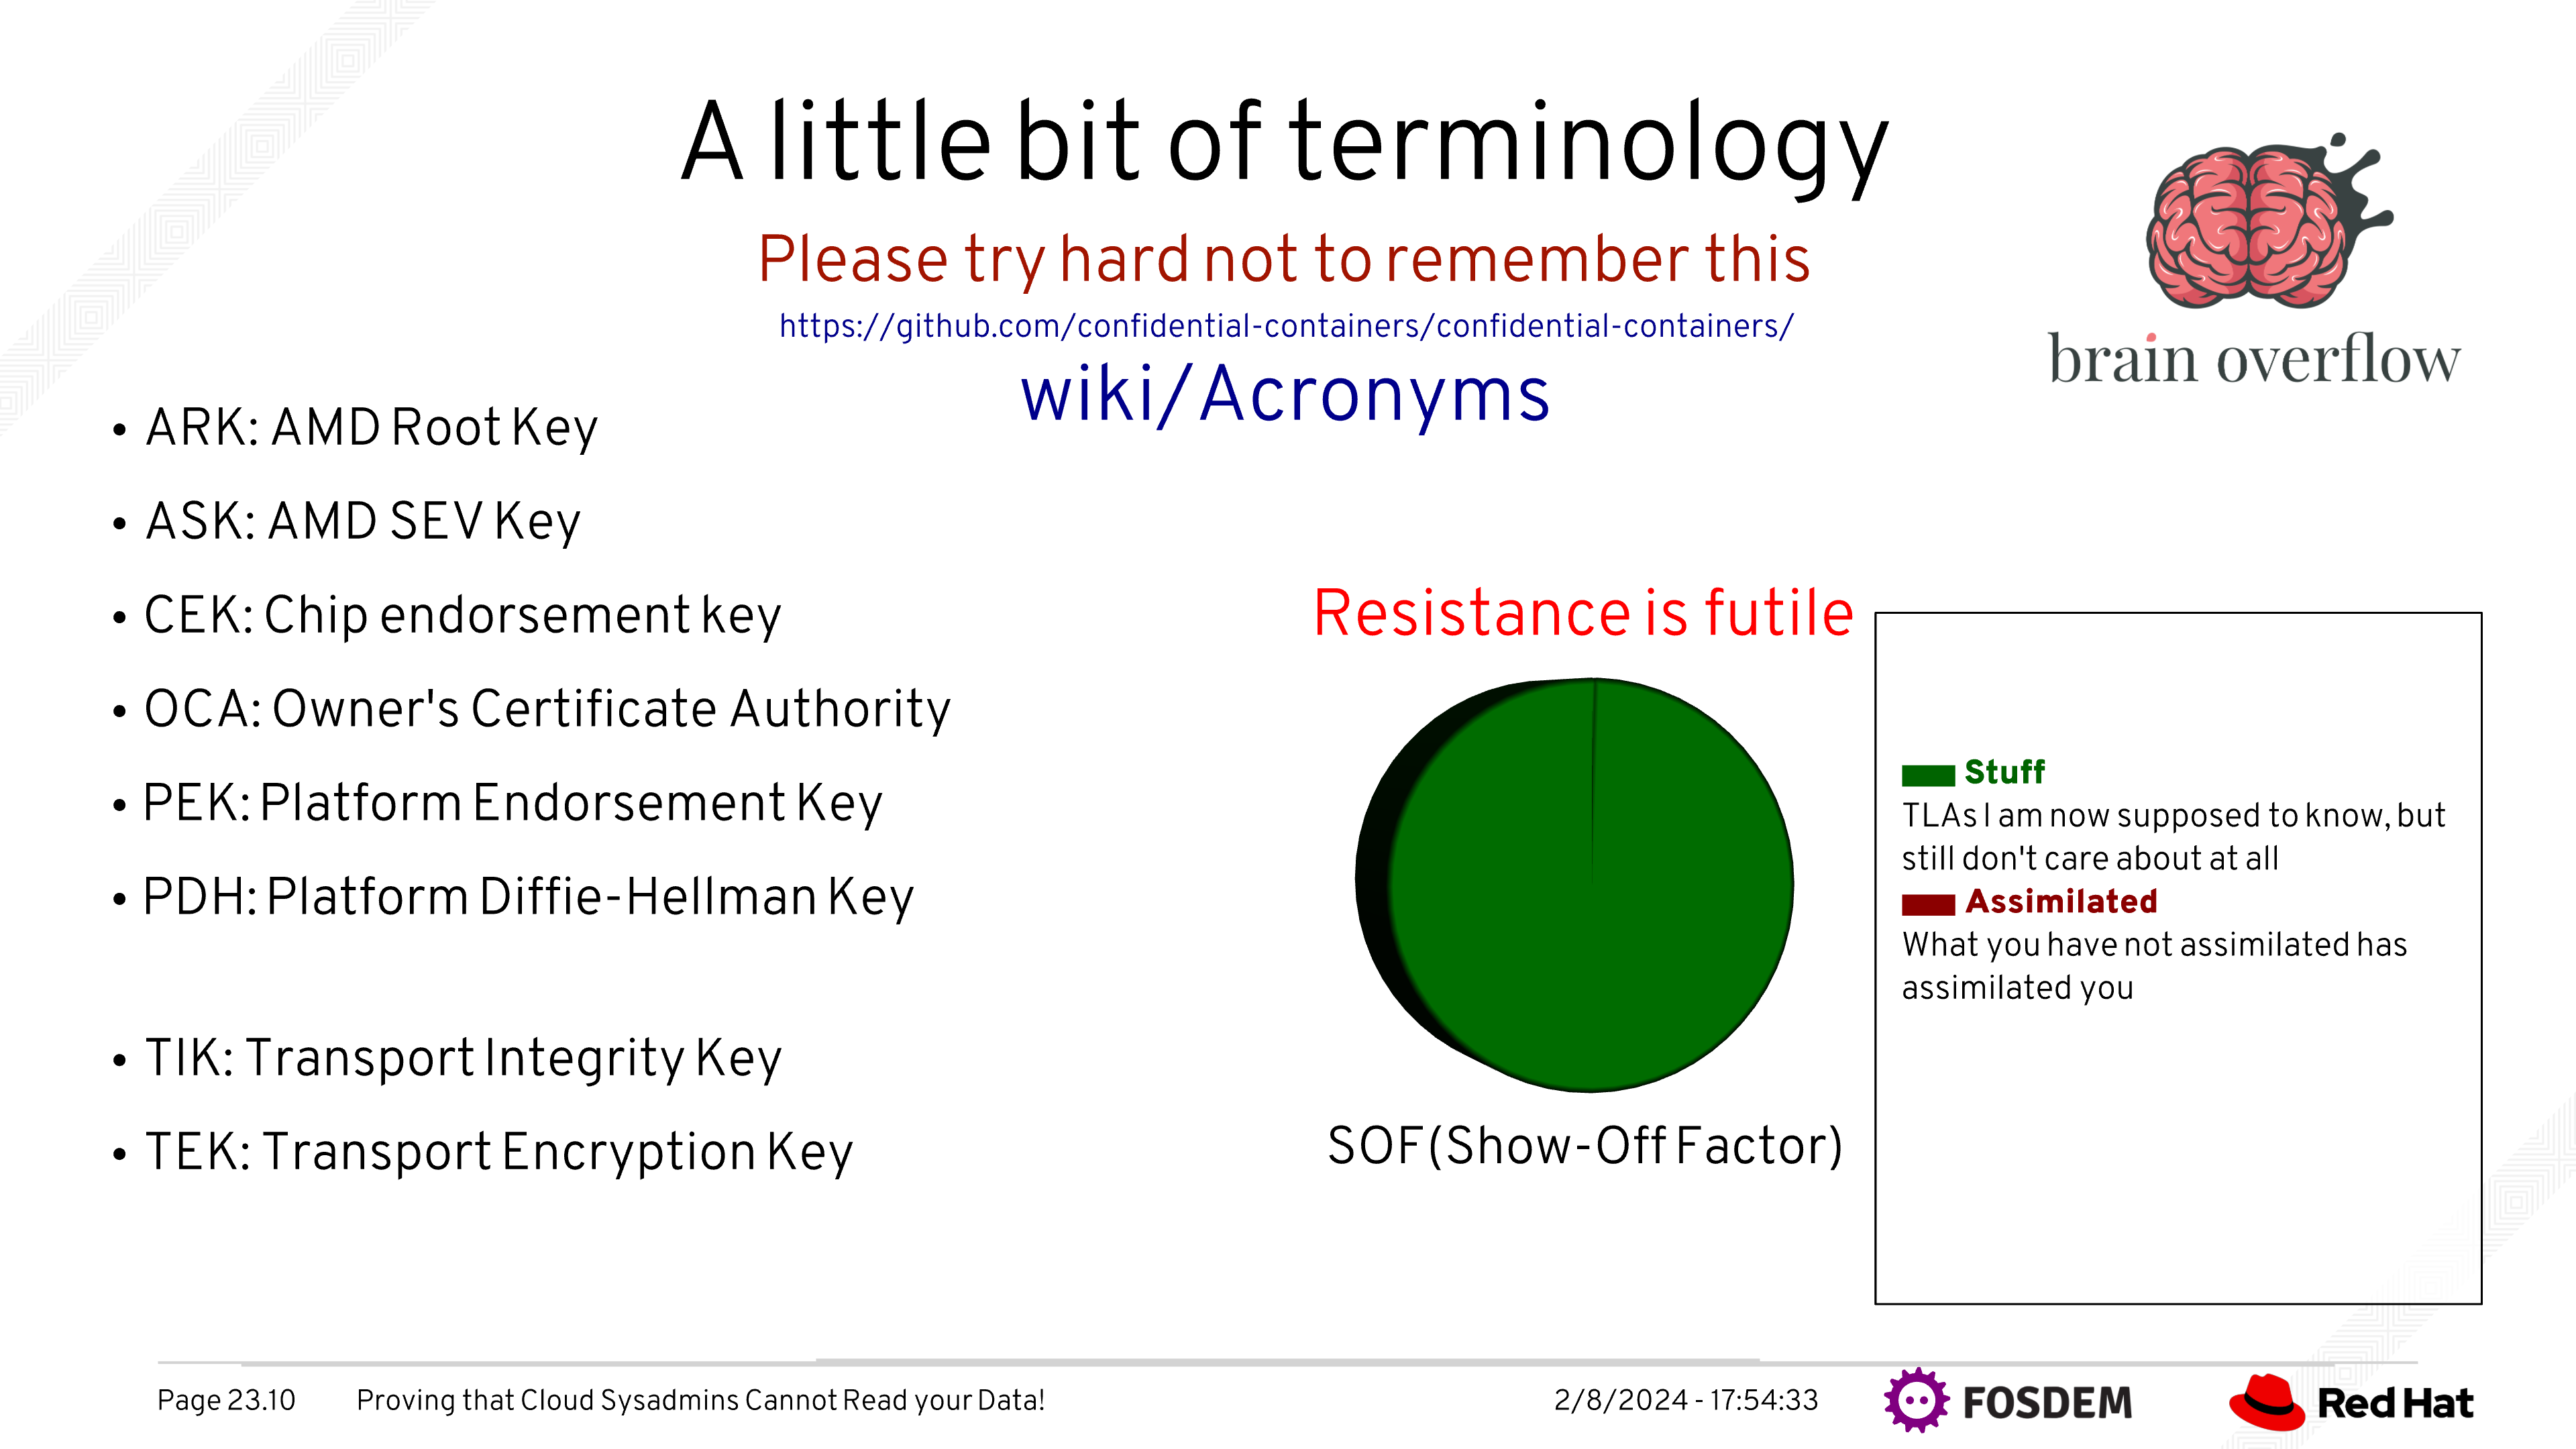 A little bit of terminology
Please try hard not to remember this
https://github.com/confidential-containers/confidential-containers/
wiki/Acronyms
brain overflow
• ARK: AMD Root Key
• ASK: AMD SEV Key
• CEK: Chip endorsement key
• OCA: Owner's Certificate Authority
• PEK: Platform Endorsement Key
• PDH: Platform Diffie-Hellman Key
• TIK: Transport Integrity Key
• TEK: Transport Encryption Key
Resistance is futile
SOF(Show-Off Factor)
Stuff
TLAs I am now supposed to know, but
still don't care about at all
Assimilated
What you have not assimilated has
assimilated you
Page 23.10
Proving that Cloud Sysadmins Cannot Read your Data!
2/8/2024 - 17:54:33
FOSDEM
Red Hat